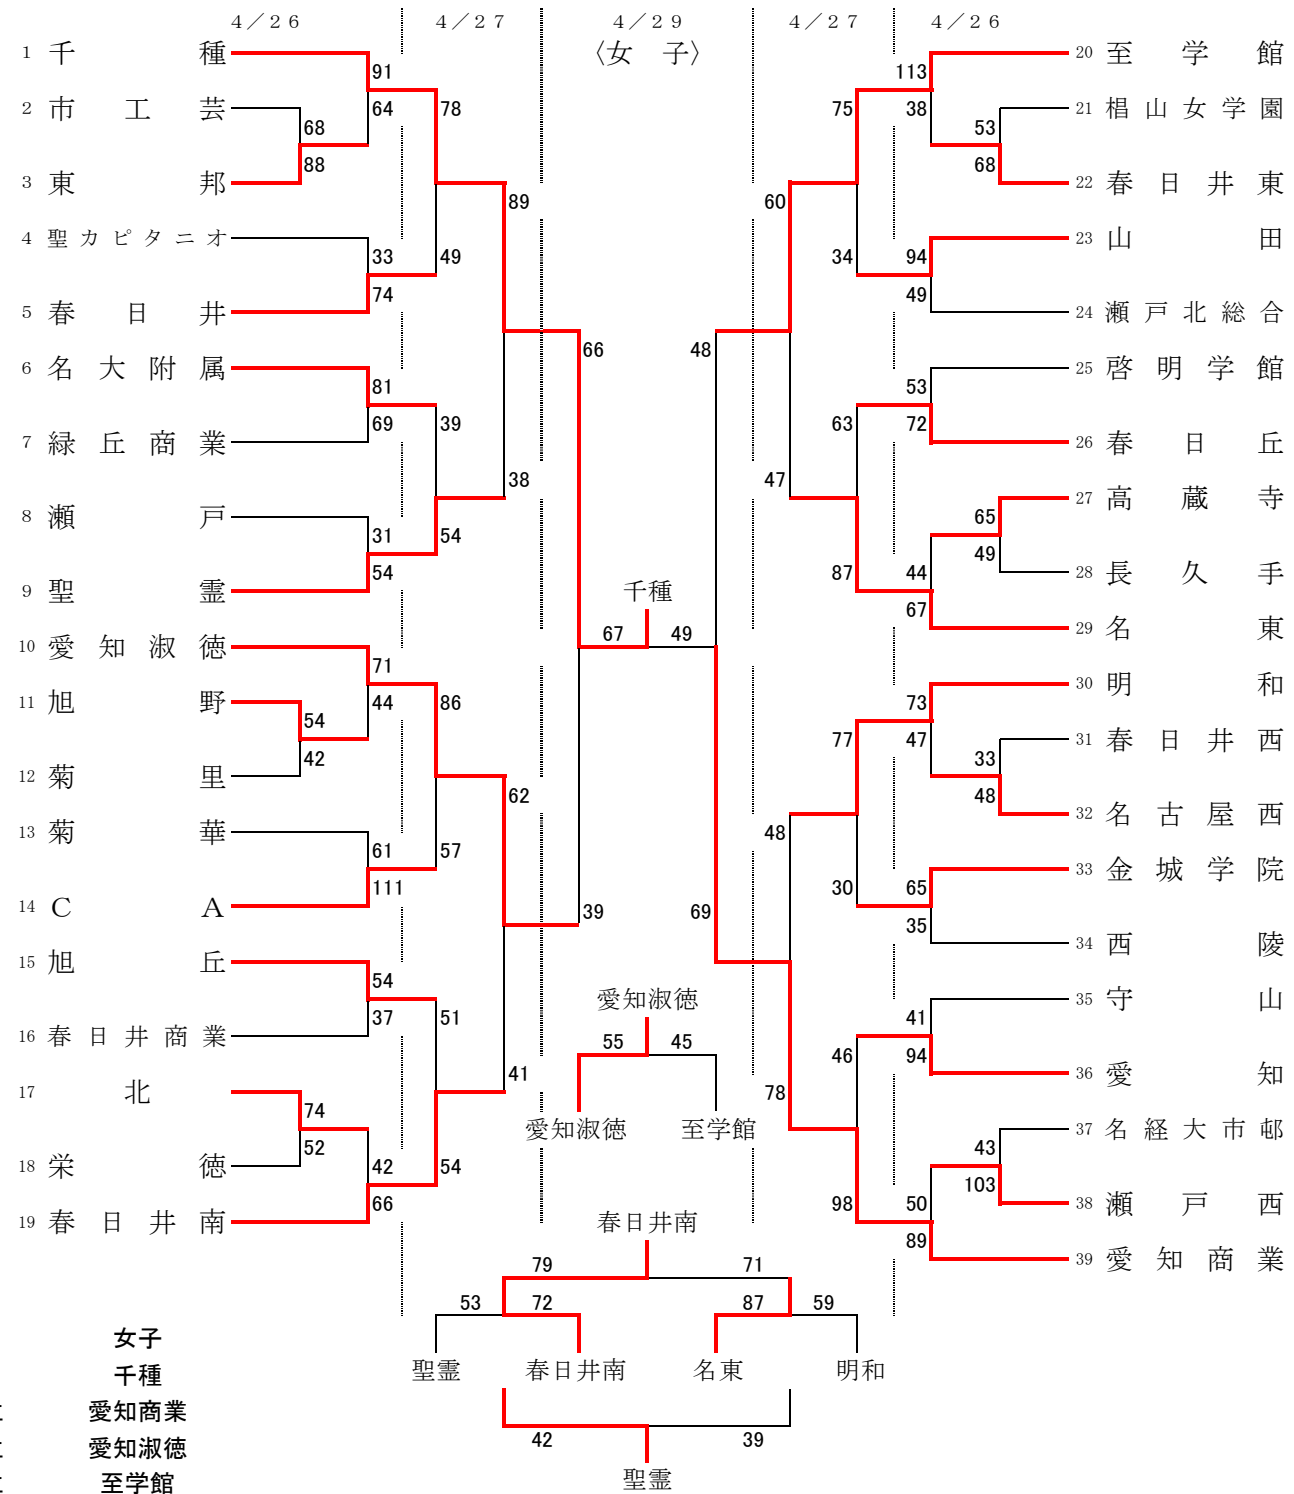 4／26 4／27 4／29 4／27 4／26
〈女 子〉
1 千種
2 市工芸
3 東邦
4 聖カピタニオ
5 春日井
6 名大附属
7 緑丘商業
8 瀬戸
9 聖霊
10 愛知淑徳
11 旭野
12 菊里
13 菊華
14 CA
15 旭丘
16 春日井商業
17 北
18 栄徳
19 春日井南
91
64
68
88
33
74
81
69
31
54
71
44
54
42
61
111
54
37
74
52
42
66
78
49
39
54
86
57
51
54
89
38
62
41
66
39
千種
67 49
48
69
60
47
48
78
75
34
63
87
77
30
46
98
113
38
53
68
94
49
53
72
65
49
44
67
73
47
33
48
65
35
41
94
43
103
50
89
20 至学館
21 椙山女学園
22 春日井東
23 山田
24 瀬戸北総合
25 啓明学館
26 春日丘
27 高蔵寺
28 長久手
29 名東
30 明和
31 春日井西
32 名古屋西
33 金城学院
34 西陵
35 守山
36 愛知
37 名経大市邨
38 瀬戸西
39 愛知商業
愛知淑徳
55 45
愛知淑徳 至学館
春日井南
79 71
53 72 87 59
聖霊 春日井南 名東 明和
42 39
聖霊
女子
千種
愛知商業
愛知淑徳
至学館